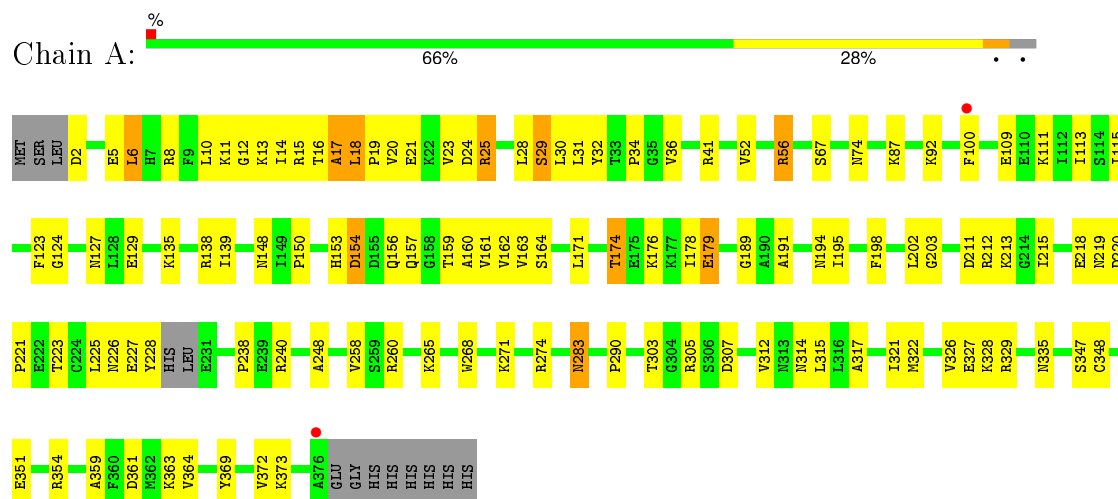 %
Chain A:
66% 28% • •
MET SER LEU D2 E5 L6 H7 R8 F9 L10 K11 G12 K13 I14 R15 T16 A17 L18 P19 V20 E21 K22 V23 D24 R25 L28 S29 L30 L31 Y32 T33 P34 G35 V36 R41 V52 R56 S67 N74 K87 K92 F100 E109 E110 K111 I112 I113 S114
F123 G124 N127 L128 E129 K135 R138 I139 N148 I149 P150 H153 D154 D155 Q156 Q157 G158 T159 A160 V161 V162 V163 S164 L171 T174 E175 K176 K177 I178 E179 G189 A190 A191 N194 I195 F198 L202 G203 D211 R212 K213 G214 I215 E218 N219
P221 E222 T223 C224 L225 N226 E227 Y228 HIS LEU E231 P238 E239 R240 A248 V258 S259 R260 K265 W268 K271 R274 N283 P290 T303 G304 R305 S306 D307 V312 N313 N314 L315 L316 A317 I321 M322 V326 E327 K328 R329 N335 S347 C348
E351 R354 A359 F360 D361 M362 K363 V364 Y369 V372 K373 A376 GLU GLY HIS HIS HIS HIS HIS HIS